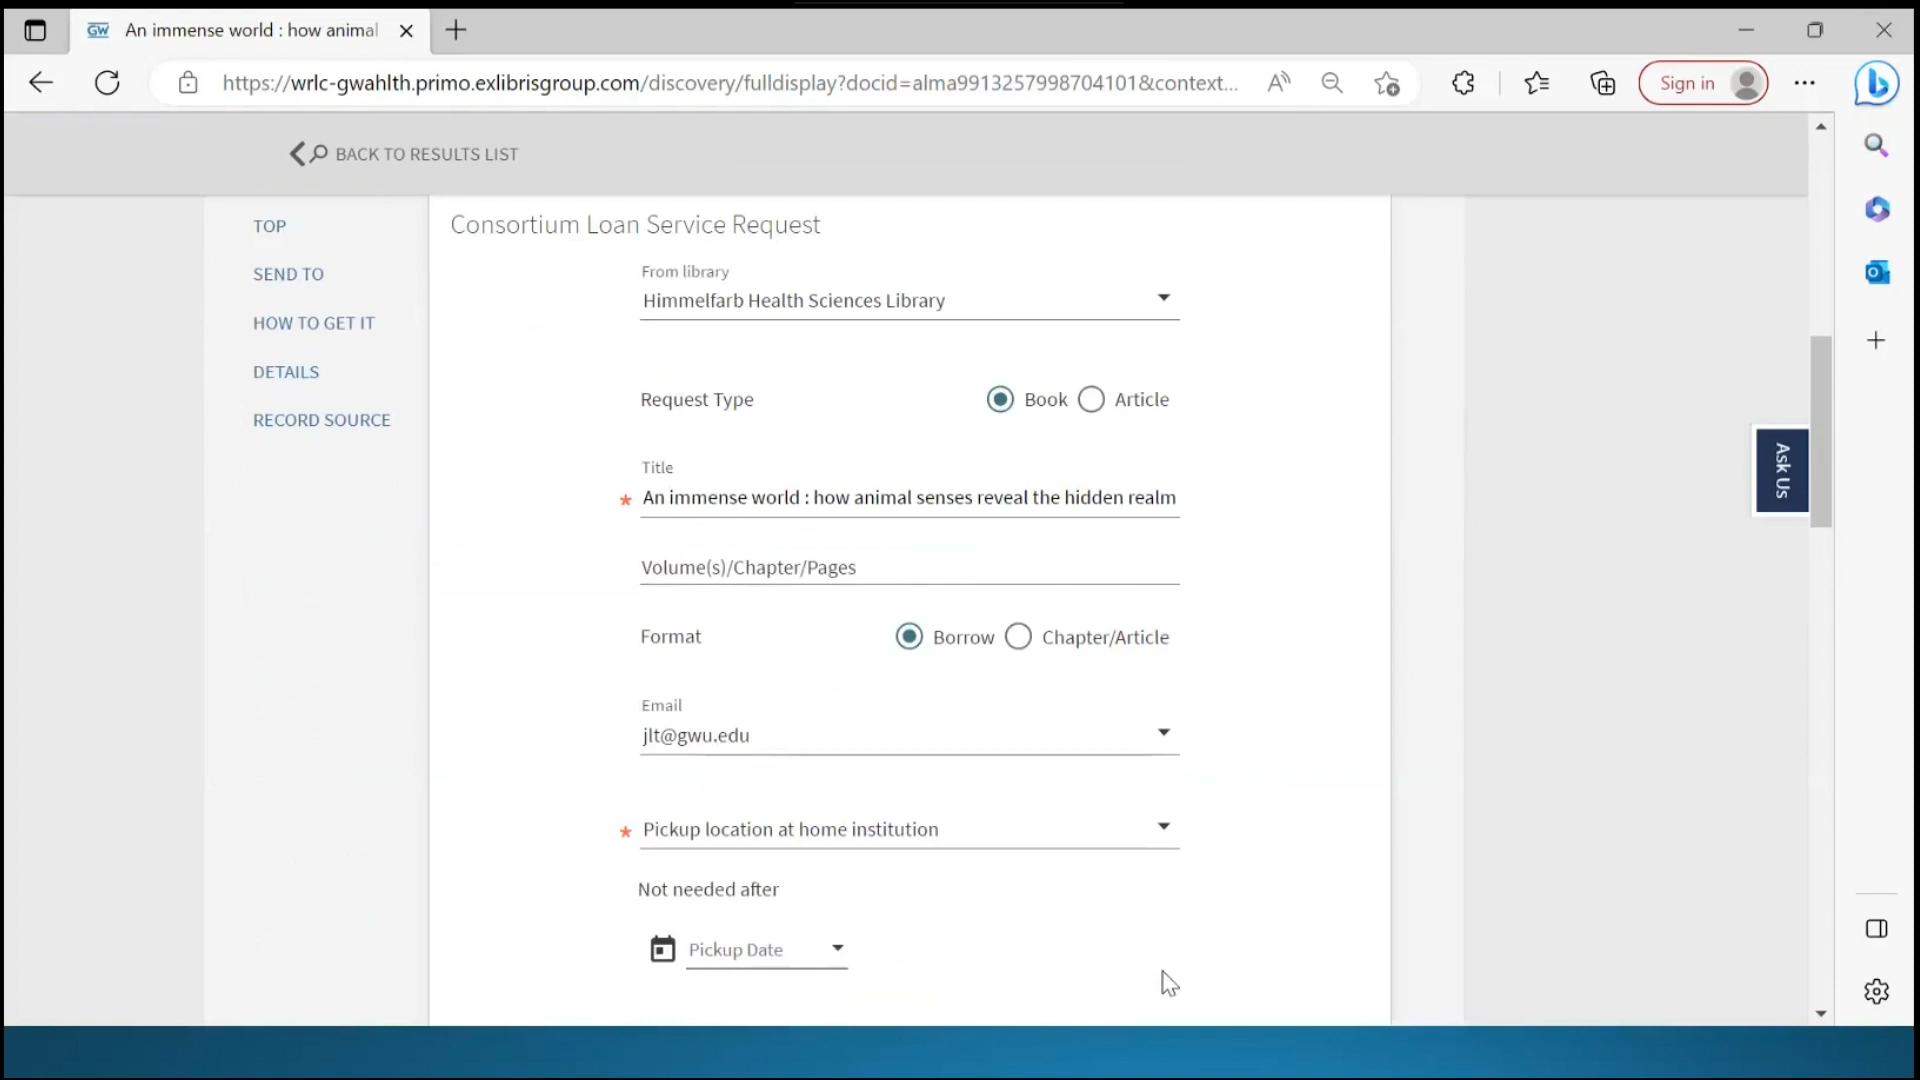 An immense world : how animal
https://wrlc-gwahlth.primo.exlibrisgroup.com/discovery/fulldisplay?docid=alma9913257998704101&context...
Sign in
BACK TO RESULTS LIST
TOP
SEND TO
HOW TO GET IT
DETAILS
RECORD SOURCE
Consortium Loan Service Request
From library
Himmelfarb Health Sciences Library
Request Type
Book
Article
Title
* An immense world : how animal senses reveal the hidden realm
Volume(s)/Chapter/Pages
Format
Borrow
Chapter/Article
Email
jlt@gwu.edu
* Pickup location at home institution
Not needed after
Pickup Date
Ask Us